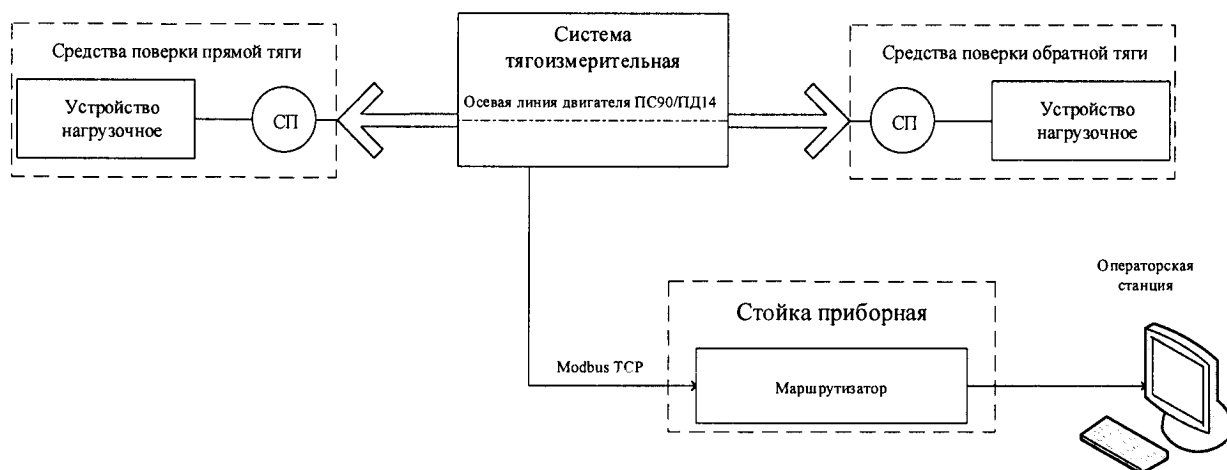 Средства поверки прямой тяги
Устройство
нагрузочное
СП
Система
тягоизмерительная
Осевая линия двигателя ПС90/ПД14
Средства поверки обратной тяги
СП
Устройство
нагрузочное
Операторская
станция
Стойка приборная
Modbus TCP
Маршрутизатор